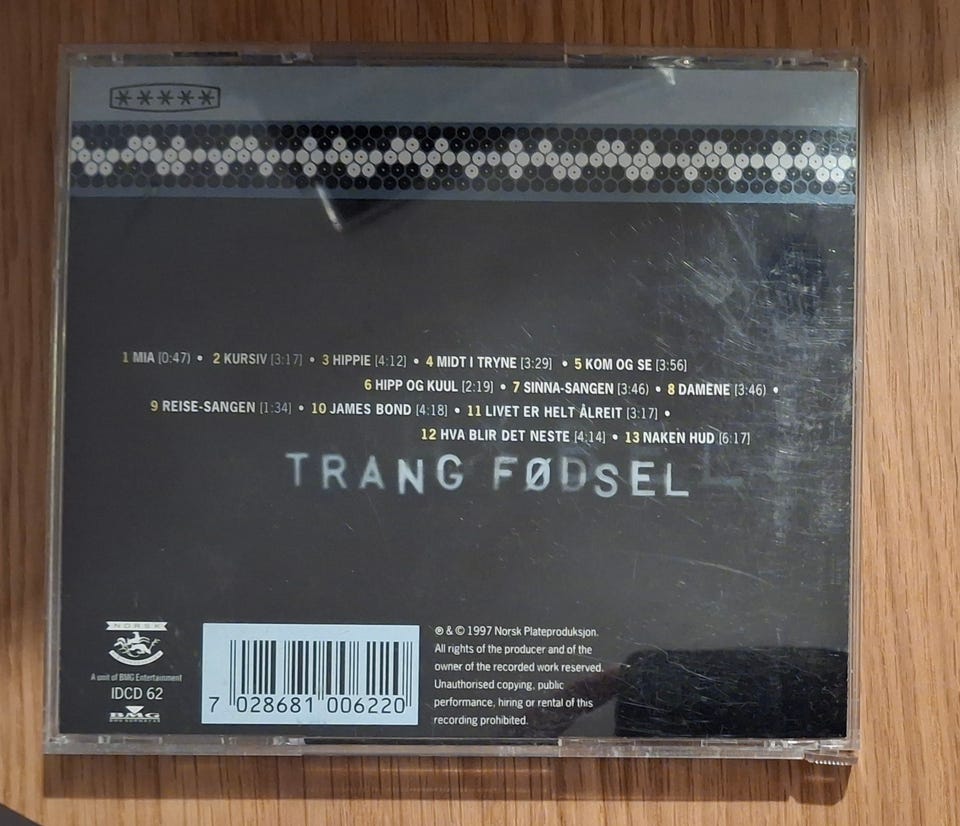 *****
1 MIA [0:47) • 2 KURSIV [3:17] • 3 HIPPIE [4:12] • 4 MIDT I TRYNE [3:29] • 5 KOM OG SE [3:56]
6 HIPP OG KUUL [2:19] • 7 SINNA-SANGEN [3:46] • 8 DAMENE [3:46] •
9 REISE-SANGEN [1:34] • 10 JAMES BOND [4:18] • 11 LIVET ER HELT ÅLREIT [3:17] •
12 HVA BLIR DET NESTE [4:14] • 13 NAKEN HUD [6:17]
TRANG FØDSEL
NORSK
A unit of BMG Entertainment
IDCD 62
BMG
7 028681 006220
℗ & © 1997 Norsk Plateproduksjon.
All rights of the producer and of the
owner of the recorded work reserved.
Unauthorised copying, public
performance, hiring or rental of this
recording prohibited.